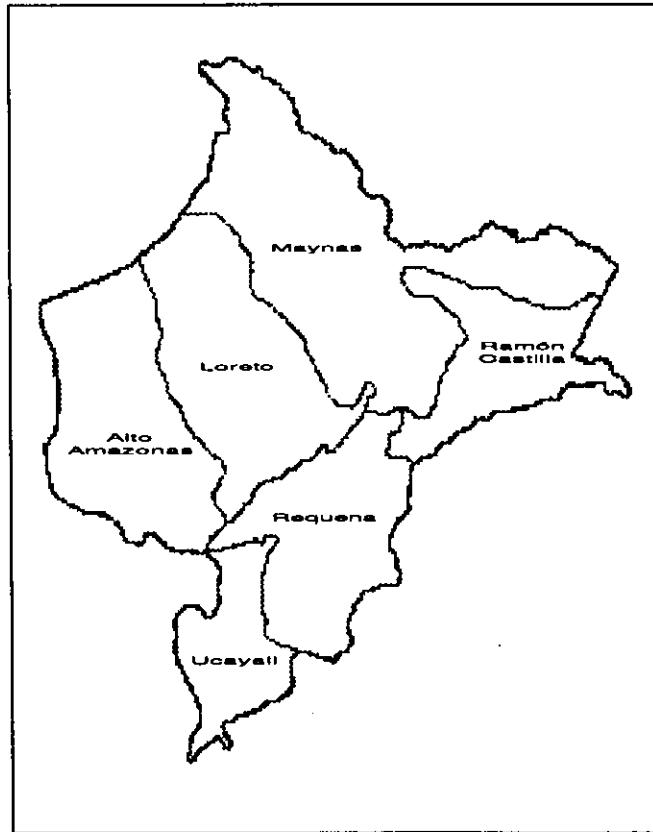 Maynas
Ramón
Castilla
Loreto
Alto
Amazonas
Requena
Ucayali